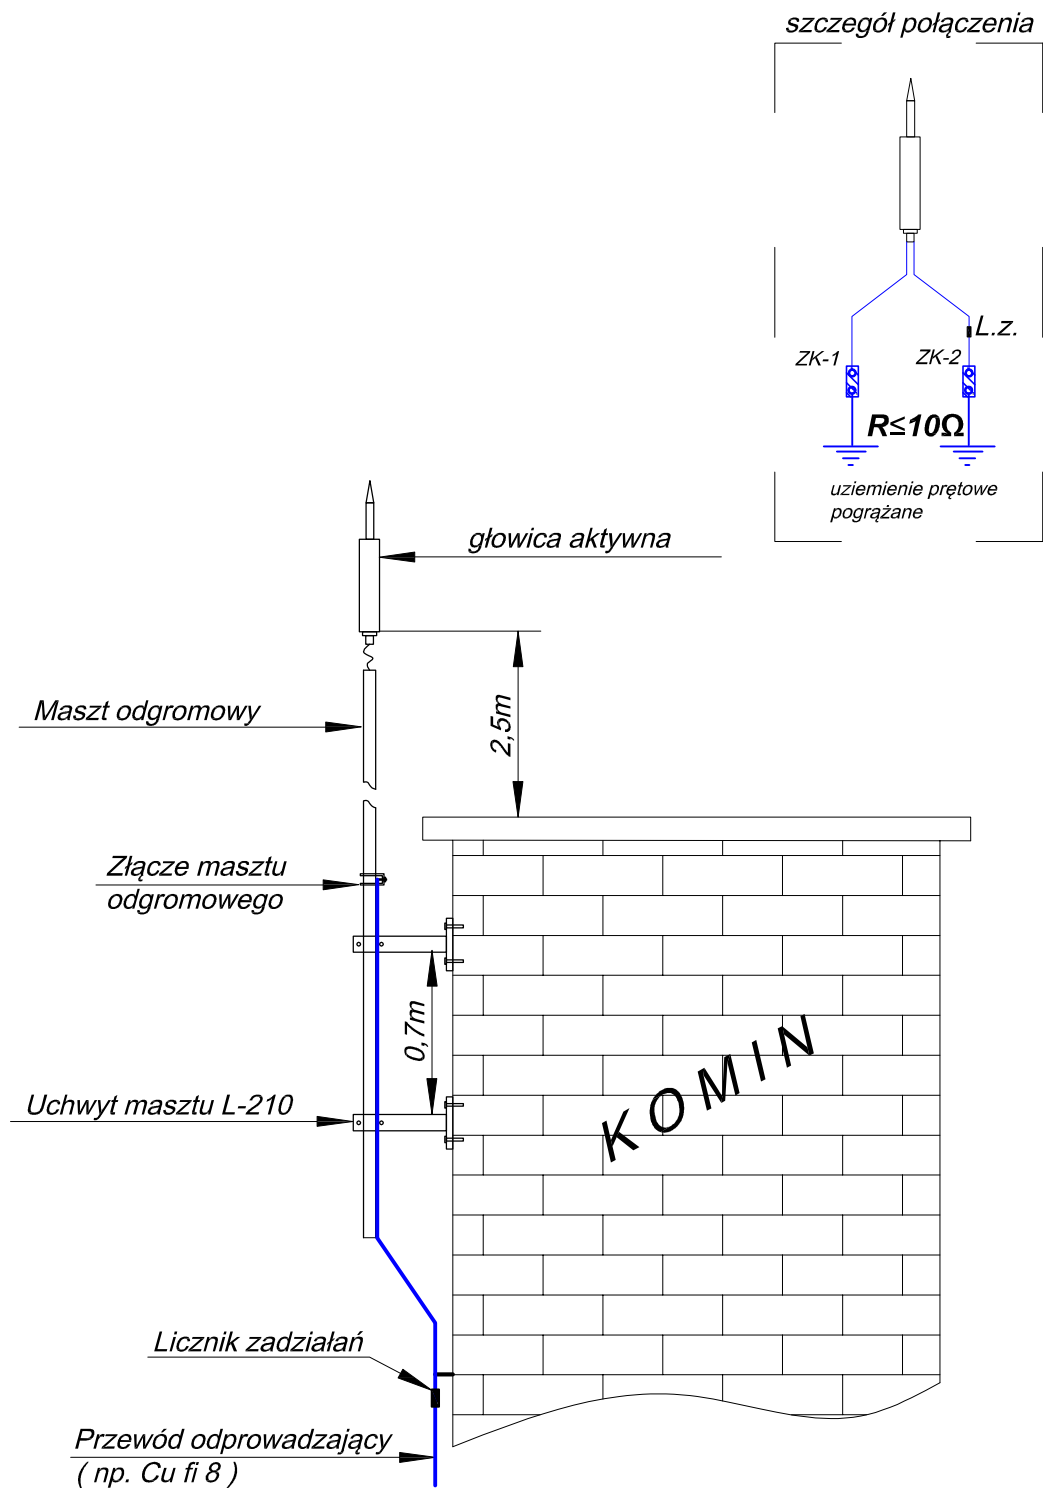 szczegół połączenia
L.z.
ZK-1
ZK-2
R≤10Ω
uziemienie prętowe
pogrążane
głowica aktywna
Maszt odgromowy
2,5m
Złącze masztu
odgromowego
0,7m
KOMIN
Uchwyt masztu L-210
Licznik zadziałań
Przewód odprowadzający
( np. Cu fi 8 )